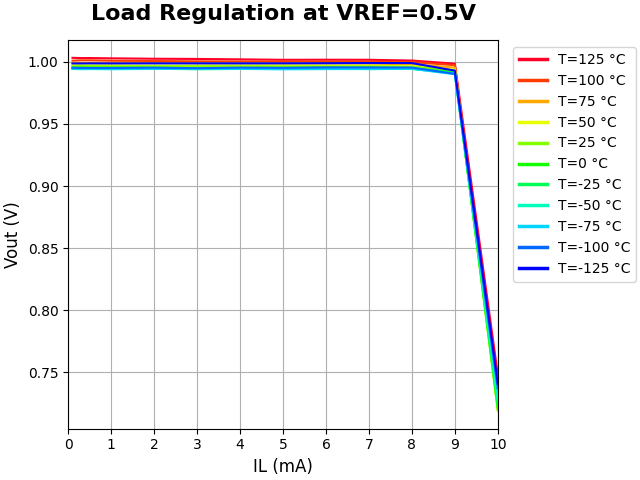 Load Regulation at VREF=0.5V
Vout (V)
1.00
0.95
0.90
0.85
0.80
0.75
0 1 2 3 4 5 6 7 8 9 10
IL (mA)
T=125 °C
T=100 °C
T=75 °C
T=50 °C
T=25 °C
T=0 °C
T=-25 °C
T=-50 °C
T=-75 °C
T=-100 °C
T=-125 °C